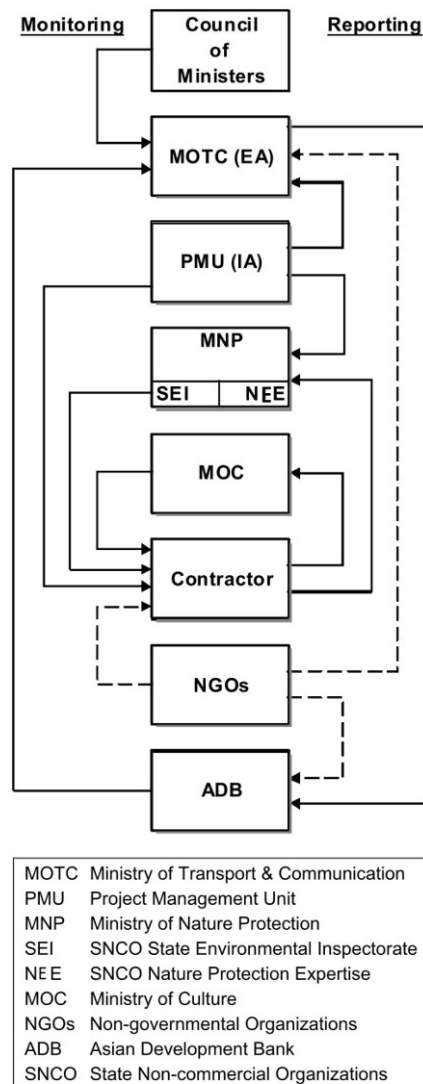 Monitoring
Council
of
Ministers
Reporting
MOTC (EA)
PMU (IA)
MNP
SEI NEE
MOC
Contractor
NGOs
ADB
MOTC Ministry of Transport & Communication
PMU Project Management Unit
MNP Ministry of Nature Protection
SEI SNCO State Environmental Inspectorate
NEE SNCO Nature Protection Expertise
MOC Ministry of Culture
NGOs Non-governmental Organizations
ADB Asian Development Bank
SNCO State Non-commercial Organizations